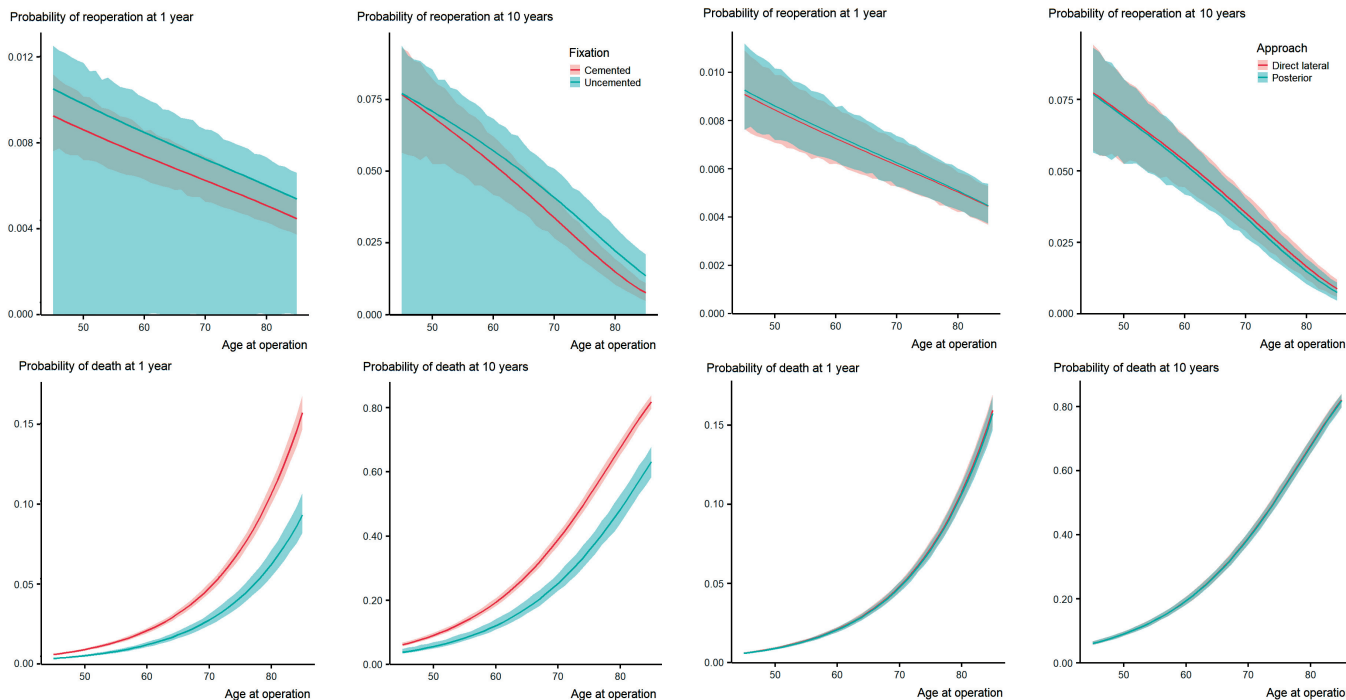 Probability of reoperation at 1 year
0.012
0.008
0.004
0.000
50 60 70 80
Age at operation
Probability of reoperation at 10 years
Fixation
Cemented
Uncemented
0.075
0.050
0.025
0.000
50 60 70 80
Age at operation
Probability of reoperation at 1 year
0.010
0.008
0.006
0.004
0.002
0.000
50 60 70 80
Age at operation
Probability of reoperation at 10 years
Approach
Direct lateral
Posterior
0.075
0.050
0.025
0.000
50 60 70 80
Age at operation
Probability of death at 1 year
0.15
0.10
0.05
0.00
50 60 70 80
Age at operation
Probability of death at 10 years
0.80
0.60
0.40
0.20
0.00
50 60 70 80
Age at operation
Probability of death at 1 year
0.15
0.10
0.05
0.00
50 60 70 80
Age at operation
Probability of death at 10 years
0.80
0.60
0.40
0.20
0.00
50 60 70 80
Age at operation